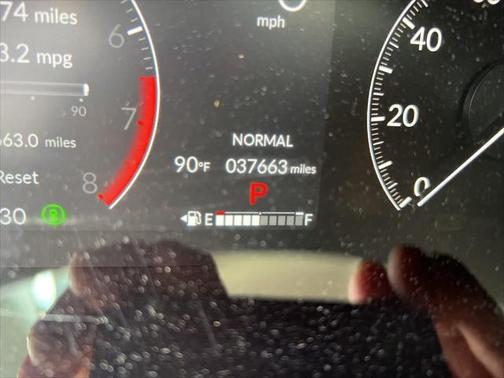 74 miles
3.2 mpg
90
663.0 miles
Reset
30
6
7
8
mph
NORMAL
90°F 037663 miles
P
E F
40
20
0